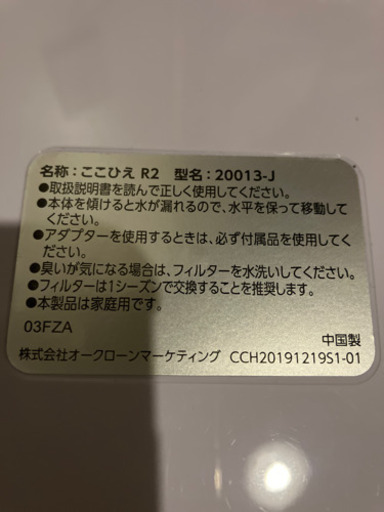 名称：ここひえ R2　型名：20013-J
●取扱説明書を読んで正しく使用してください。
●本体を傾けると水が漏れるので、水平を保って移動して
ください。
●アダプターを使用するときは、必ず付属品を使用してく
ださい。
●臭いが気になる場合は、フィルターを水洗いしてください。
●フィルターは1シーズンで交換することを推奨します。
●本製品は家庭用です。
03FZA
中国製
株式会社オークローンマーケティング　CCH20191219S1-01